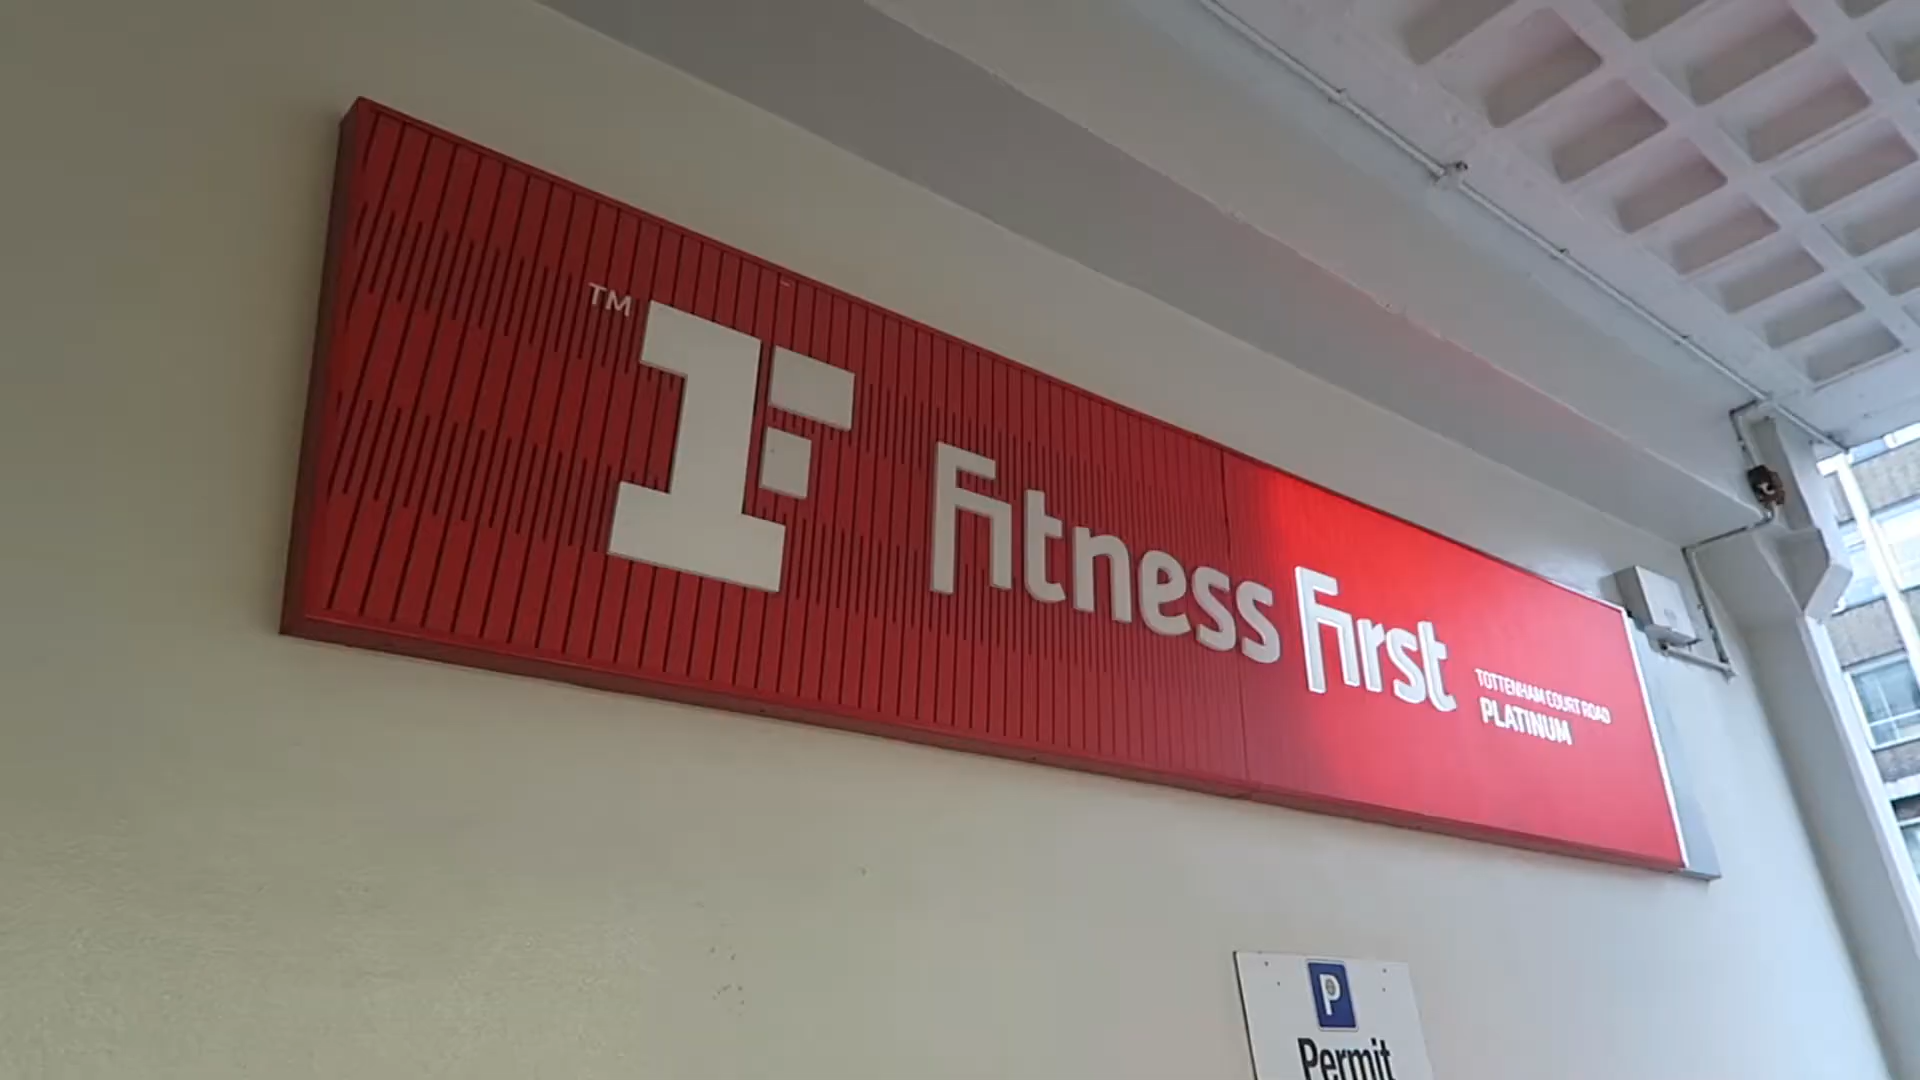 TM
Fitness First
TOTTENHAM COURT ROAD
PLATINUM
P
Permit